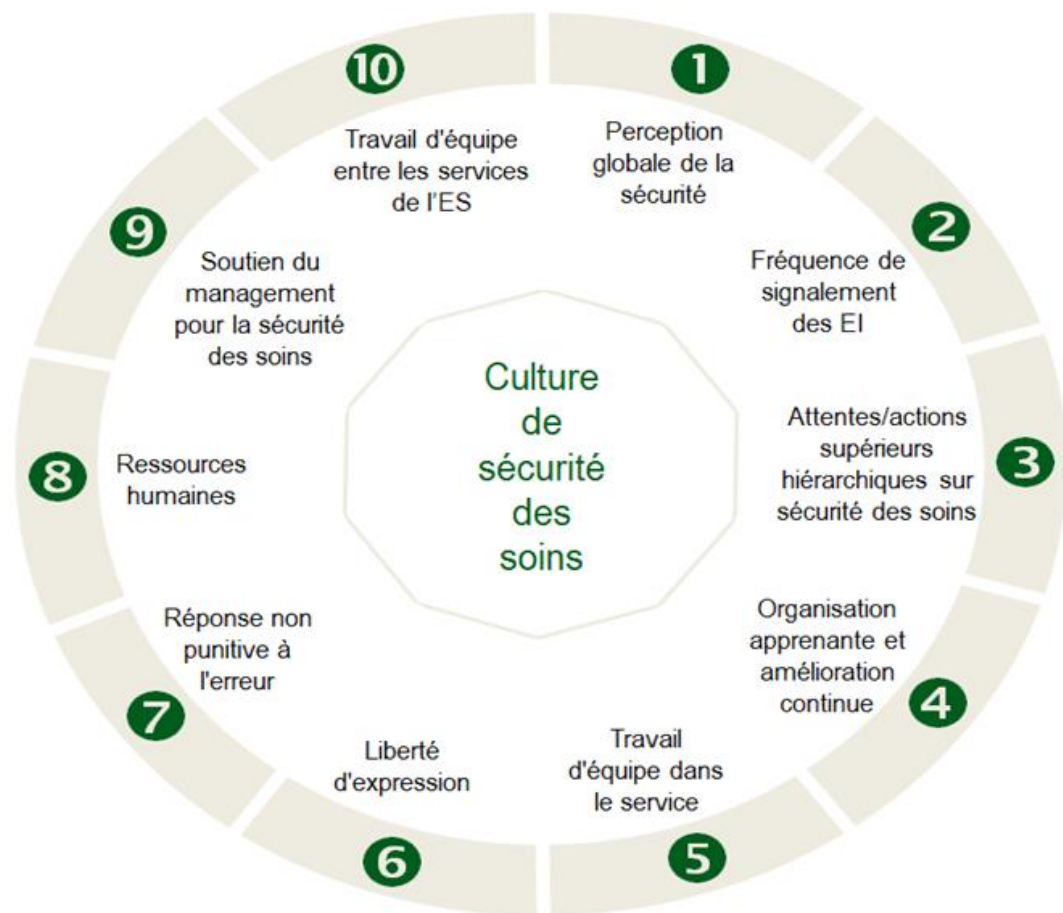 1
Perception
globale de la
sécurité
2
Fréquence de
signalement
des EI
3
Attentes/actions
supérieurs
hiérarchiques sur
sécurité des soins
4
Organisation
apprenante et
amélioration
continue
5
Travail
d'équipe dans
le service
6
Liberté
d'expression
7
Réponse non
punitive à
l'erreur
8
Ressources
humaines
9
Soutien du
management
pour la sécurité
des soins
10
Travail d'équipe
entre les services
de l'ES
Culture
de
sécurité
des
soins